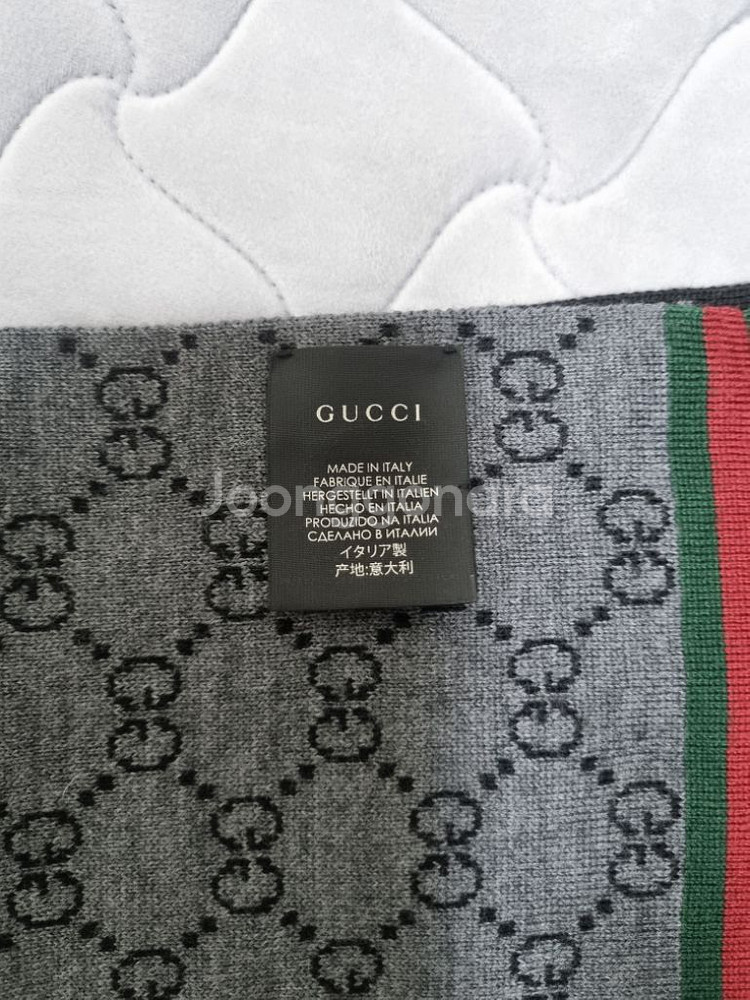 GUCCI
MADE IN ITALY
FABRIQUE EN ITALIE
HERGESTELLT IN ITALIEN
HECHO EN ITALIA
PRODUZIDO NA ITALIA
СДЕЛАНО В ИТАЛИИ
イタリア製
产地:意大利
Joonggonara